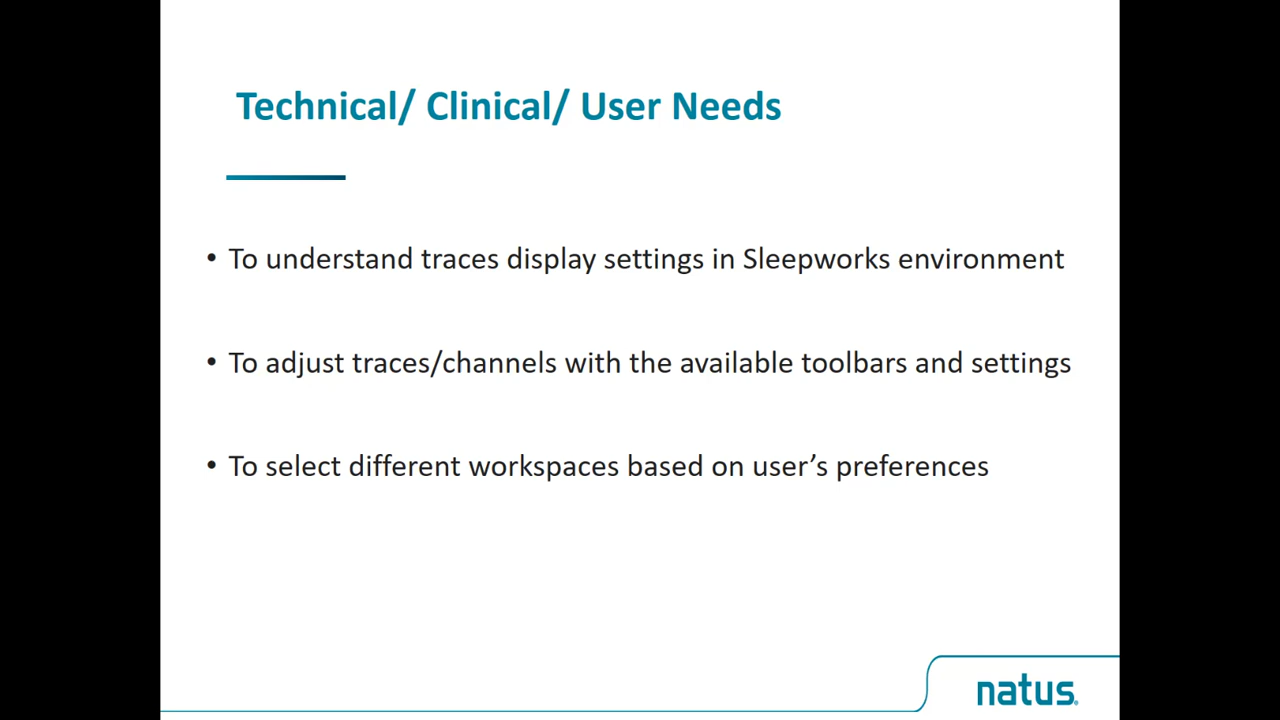 Technical/ Clinical/ User Needs
• To understand traces display settings in Sleepworks environment
• To adjust traces/channels with the available toolbars and settings
• To select different workspaces based on user’s preferences
natus®